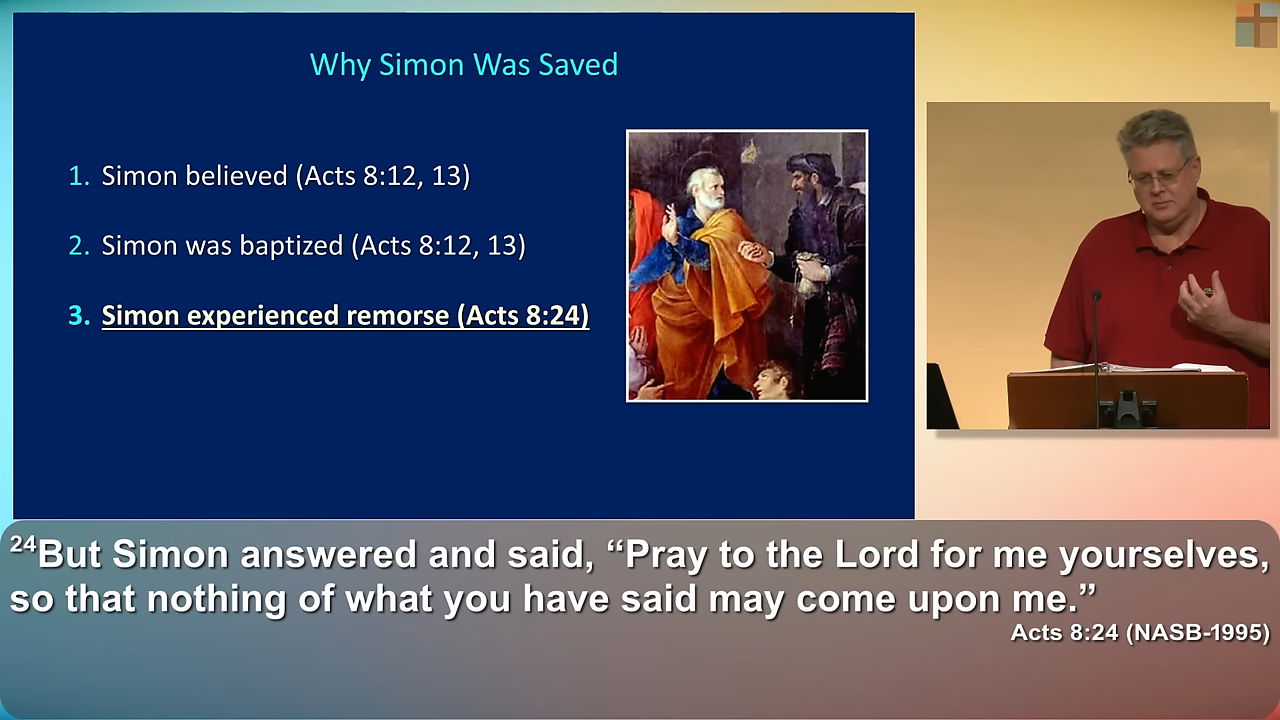 Why Simon Was Saved
1. Simon believed (Acts 8:12, 13)
2. Simon was baptized (Acts 8:12, 13)
3. Simon experienced remorse (Acts 8:24)
24But Simon answered and said, “Pray to the Lord for me yourselves,
so that nothing of what you have said may come upon me.”
Acts 8:24 (NASB-1995)